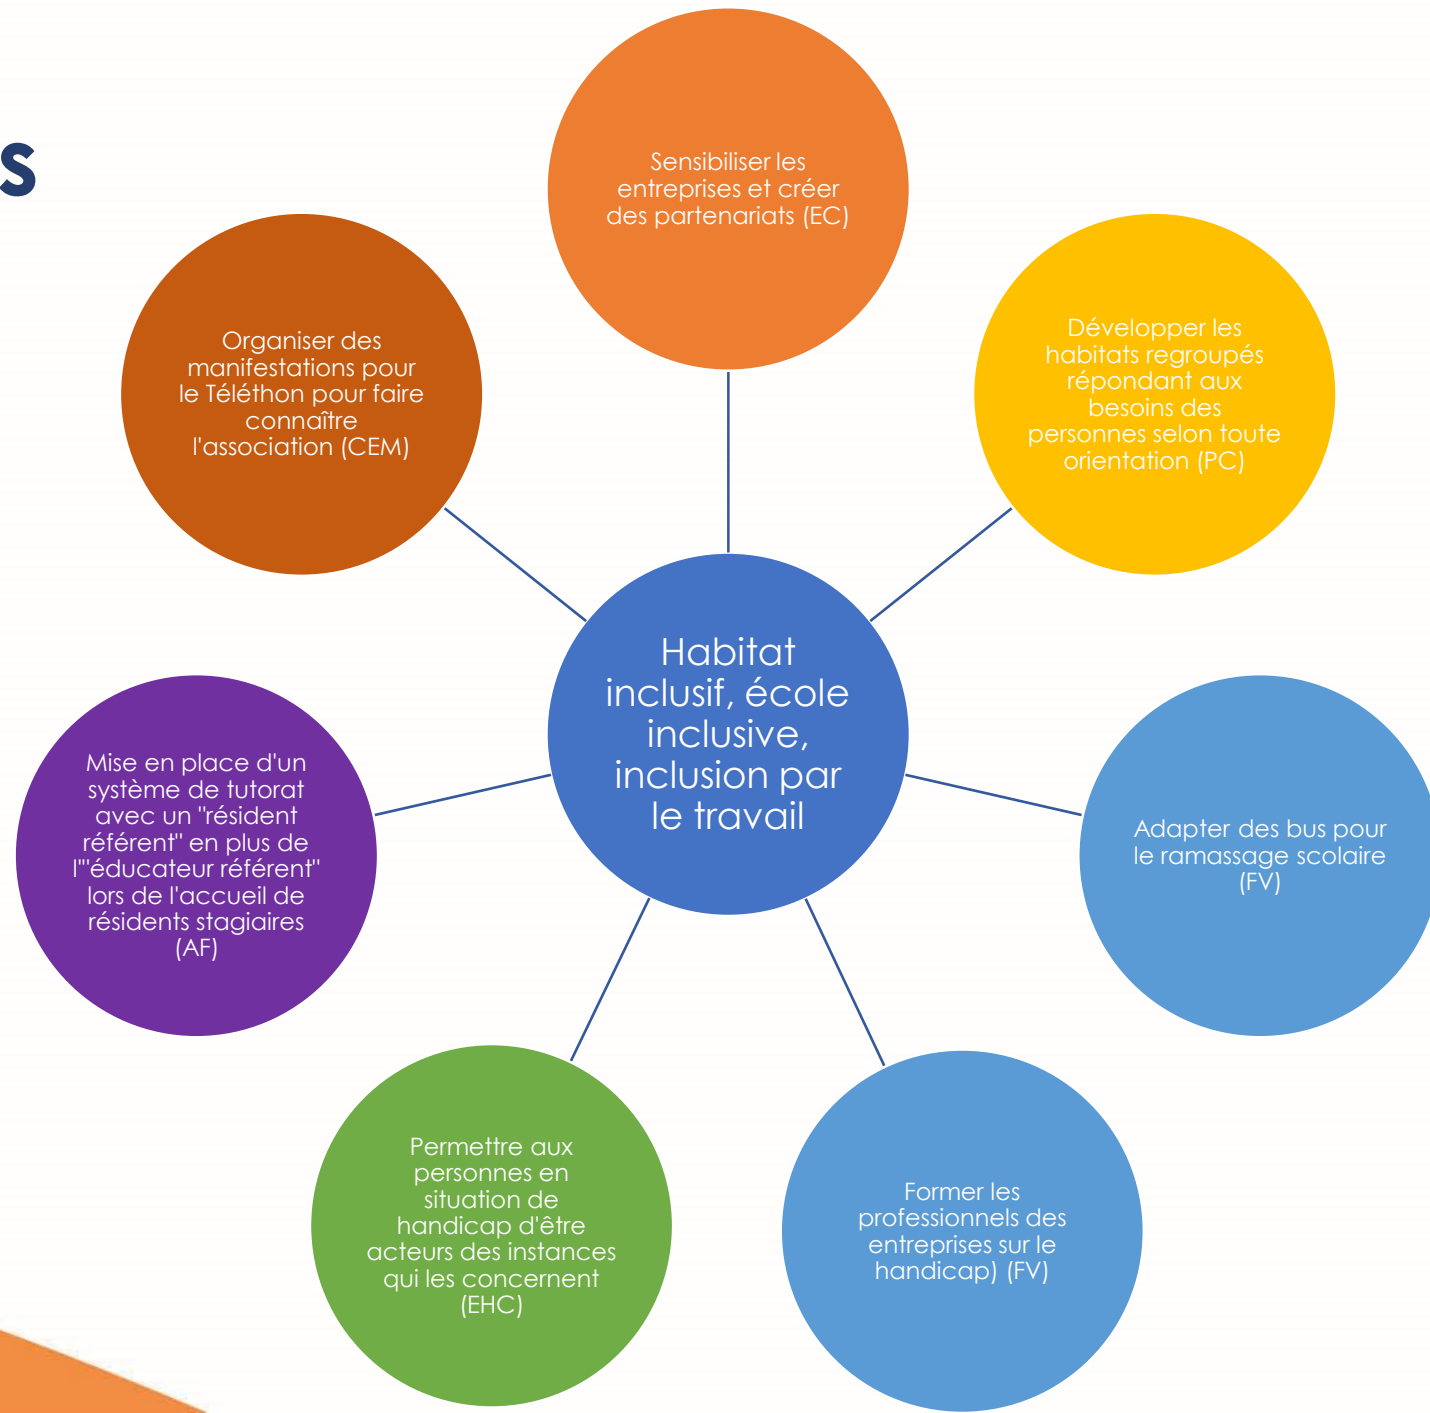 s
Sensibiliser les
entreprises et créer
des partenariats (EC)
Développer les
habitats regroupés
répondant aux
besoins des
personnes selon toute
orientation (PC)
Adapter des bus pour
le ramassage scolaire
(FV)
Former les
professionnels des
entreprises sur le
handicap) (FV)
Permettre aux
personnes en
situation de
handicap d'être
acteurs des instances
qui les concernent
(EHC)
Mise en place d'un
système de tutorat
avec un "résident
référent" en plus de
l'"éducateur référent"
lors de l'accueil de
résidents stagiaires
(AF)
Organiser des
manifestations pour
le Téléthon pour faire
connaître
l'association (CEM)
Habitat
inclusif, école
inclusive,
inclusion par
le travail